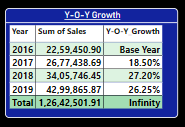 Y-O-Y Growth
Year Sum of Sales Y-O-Y Growth
2016 22,59,450.90 Base Year
2017 26,77,438.69 18.50%
2018 34,05,746.45 27.20%
2019 42,99,865.87 26.25%
Total 1,26,42,501.91 Infinity